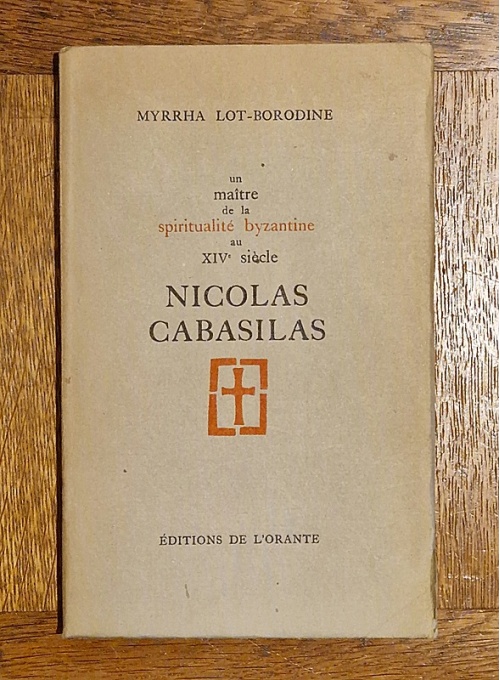 MYRRHA LOT-BORODINE
un
maître
de la
spiritualité byzantine
au
XIVᵉ siècle
NICOLAS
CABASILAS
ÉDITIONS DE L'ORANTE